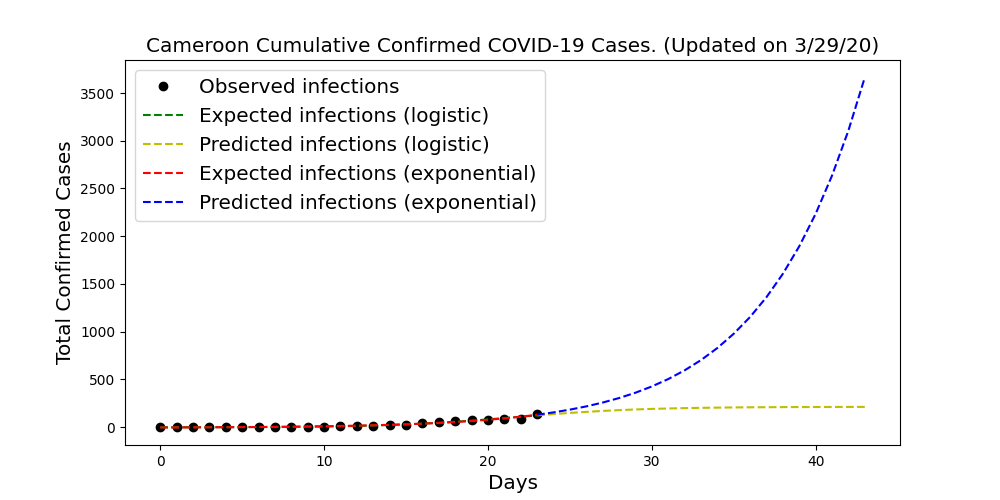 Cameroon Cumulative Confirmed COVID-19 Cases. (Updated on 3/29/20)
Observed infections
Expected infections (logistic)
Predicted infections (logistic)
Expected infections (exponential)
Predicted infections (exponential)
Total Confirmed Cases
3500
3000
2500
2000
1500
1000
500
0
0 10 20 30 40
Days